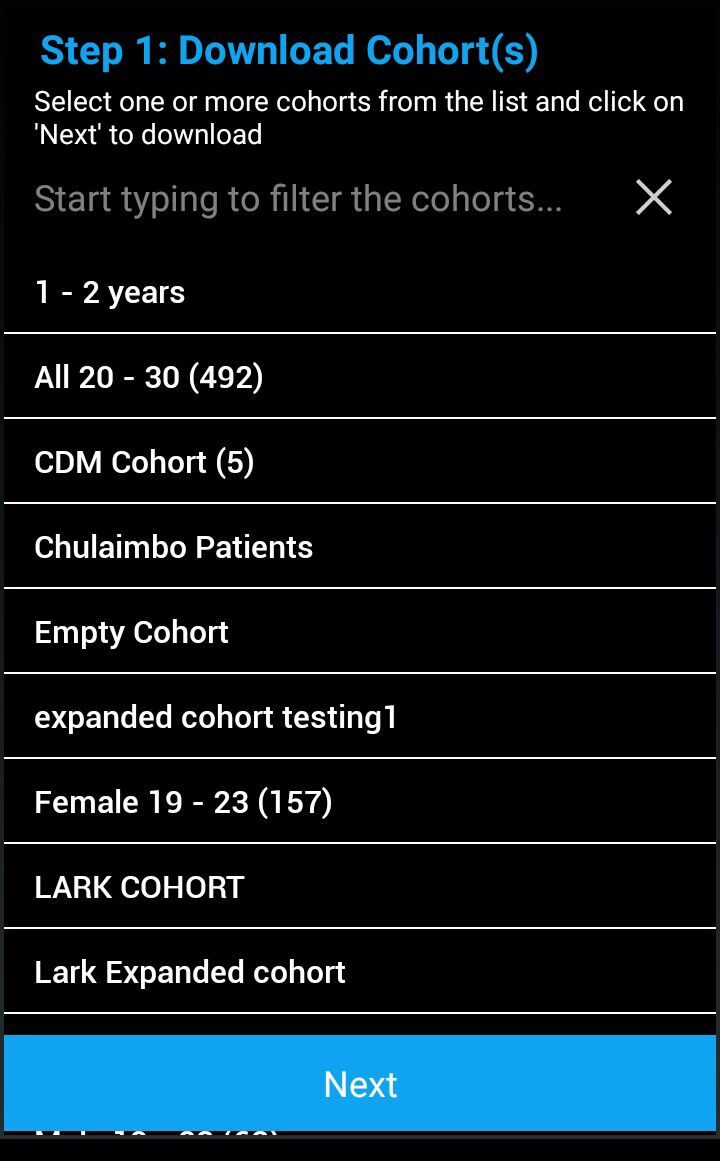 Step 1: Download Cohort(s)
Select one or more cohorts from the list and click on
'Next' to download
Start typing to filter the cohorts...
1 - 2 years
All 20 - 30 (492)
CDM Cohort (5)
Chulaimbo Patients
Empty Cohort
expanded cohort testing1
Female 19 - 23 (157)
LARK COHORT
Lark Expanded cohort
Next